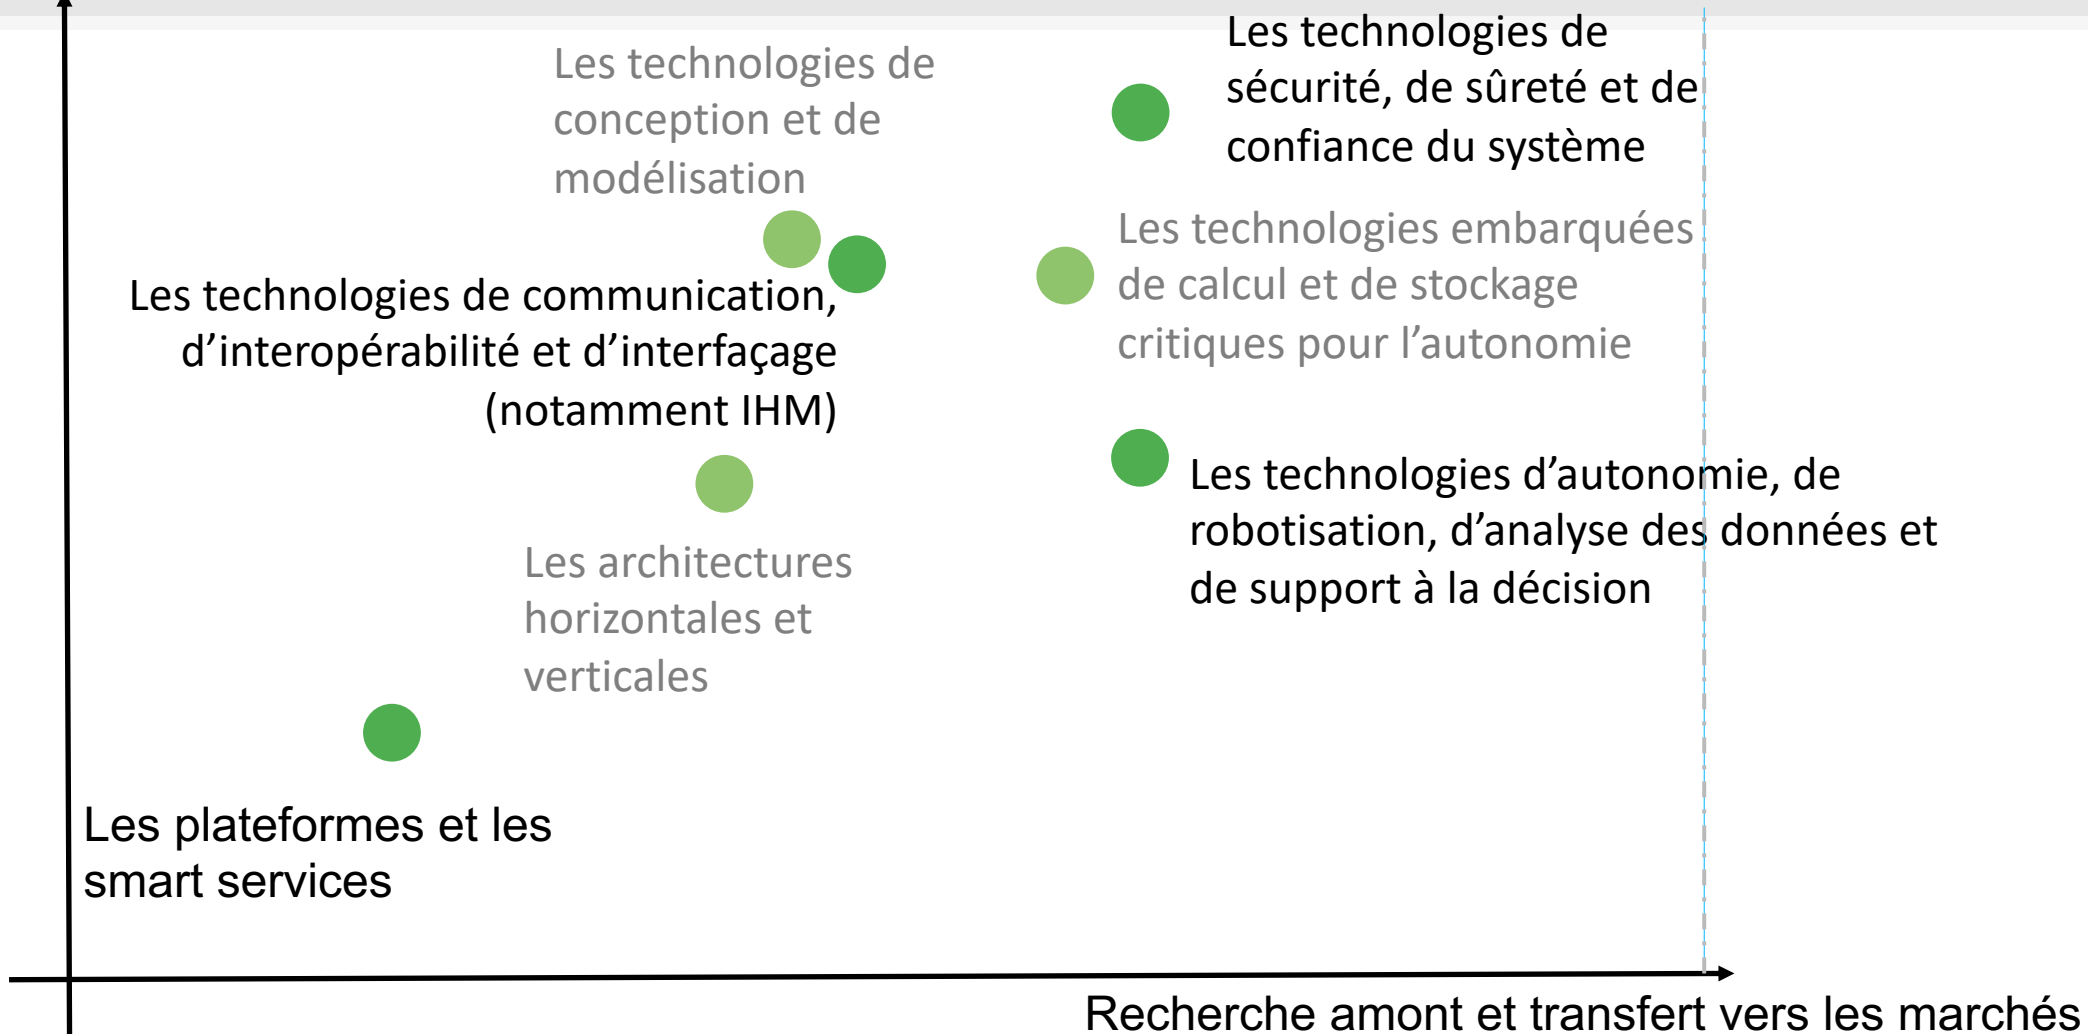 Les technologies de
conception et de
modélisation
Les technologies de
sécurité, de sûreté et de
confiance du système
Les technologies de communication,
d’interopérabilité et d’interfaçage
(notamment IHM)
Les technologies embarquées
de calcul et de stockage
critiques pour l’autonomie
Les architectures
horizontales et
verticales
Les technologies d’autonomie, de
robotisation, d’analyse des données et
de support à la décision
Les plateformes et les
smart services
Recherche amont et transfert vers les marchés